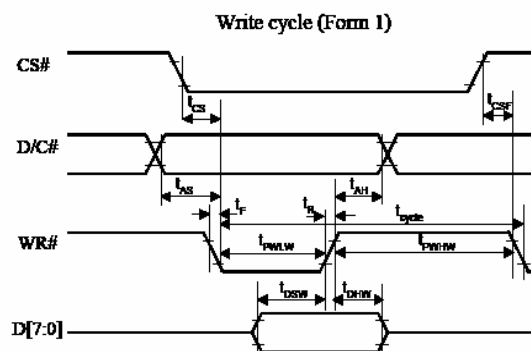 Write cycle (Form 1)
CS#
tCS
tCSF
D/C#
tAS
tF
tR
tAH
tcycle
WR#
tPWLW
tPWHW
tDSW
tDHW
D[7:0]